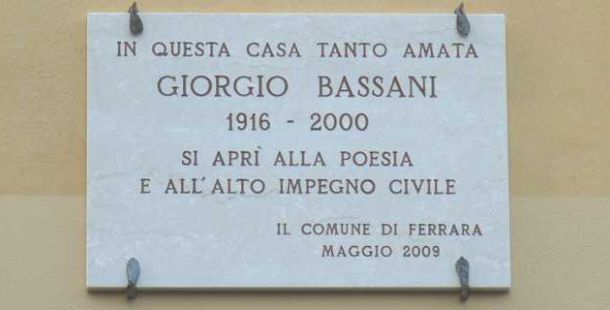 IN QUESTA CASA TANTO AMATA
GIORGIO BASSANI
1916 - 2000
SI APRÌ ALLA POESIA
E ALL'ALTO IMPEGNO CIVILE
IL COMUNE DI FERRARA
MAGGIO 2009